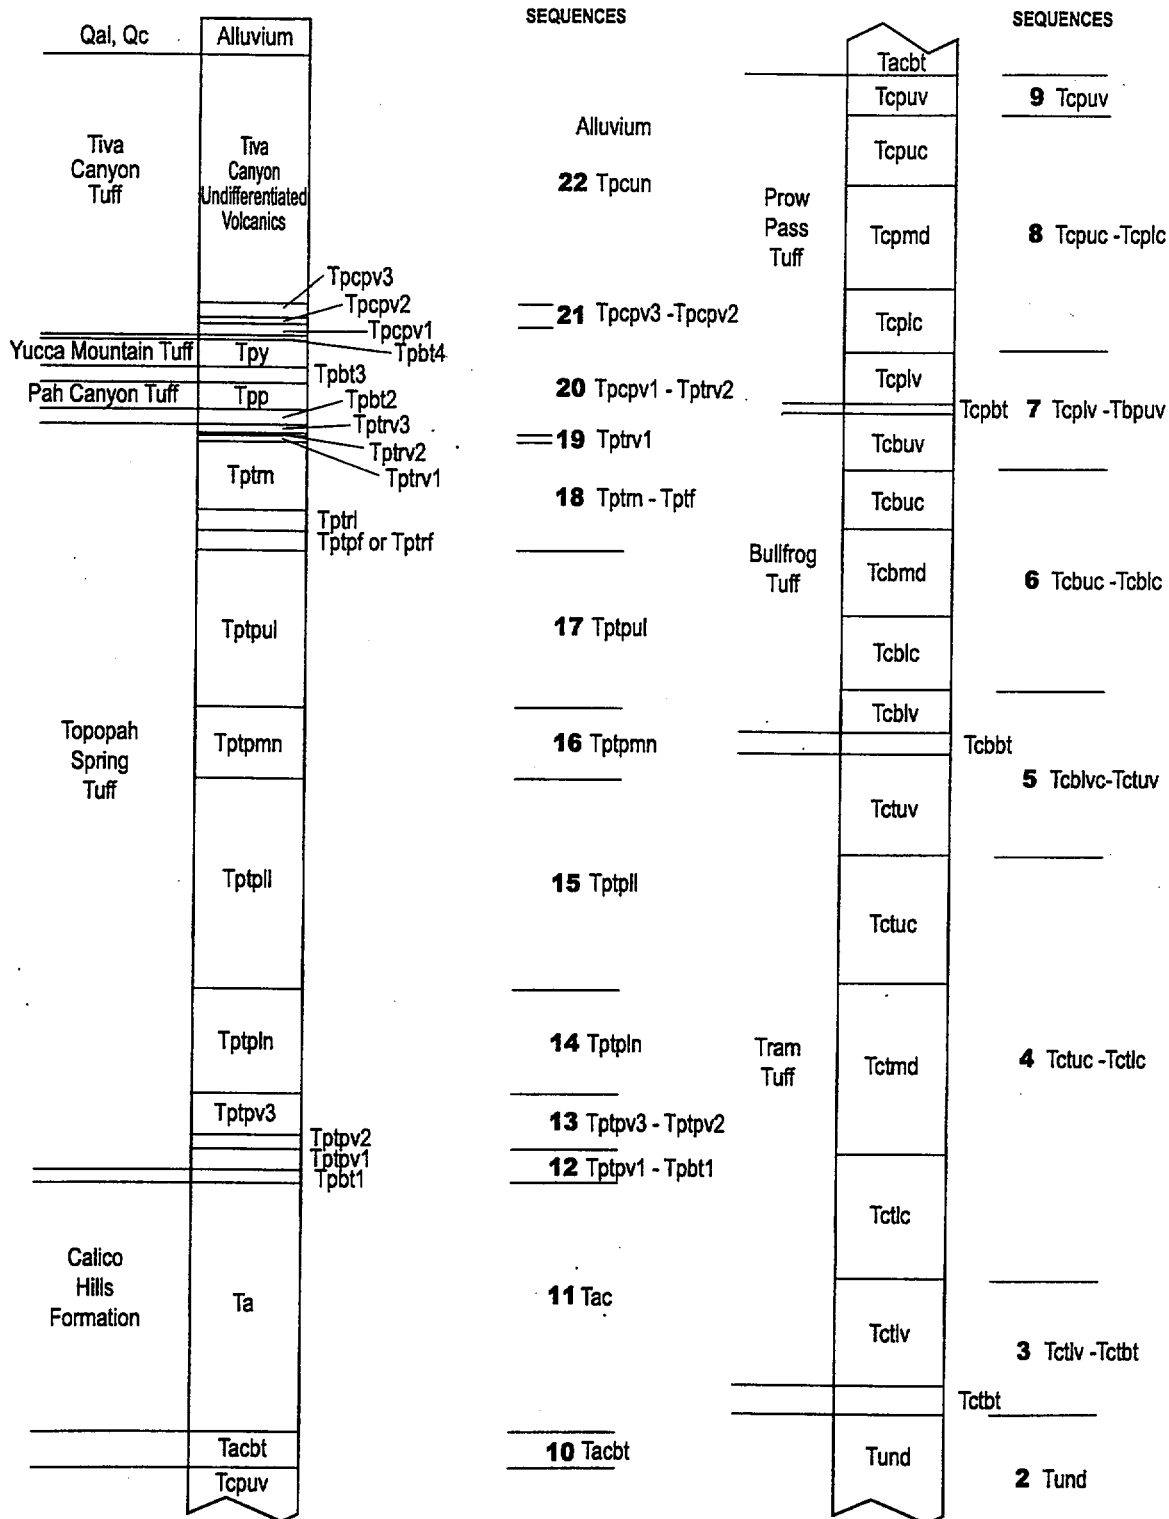 SEQUENCES
Qal, Qc
Alluvium
Alluvium
Tiva
Canyon
Tuff
Tiva
Canyon
Undifferentiated
Volcanics
22 Tpcun
Tpcpv3
Tpcpv2
Tpcpv1
Tpbt4
21 Tpcpv3 -Tpcpv2
Yucca Mountain Tuff
Tpy
Tpbt3
Pah Canyon Tuff
Tpp
Tpbt2
20 Tpcpv1 - Tptrv2
Tptrv3
Tptrv2
Tptrv1
19 Tptrv1
Tptrn
18 Tptrn - Tptf
Tptrl
Tptpf or Tptrf
Tptpul
17 Tptpul
Topopah
Spring
Tuff
Tptpmn
16 Tptpmn
Tptpll
15 Tptpll
Tptpln
14 Tptpln
Tptpv3
13 Tptpv3 - Tptpv2
Tptpv2
Tptpv1
12 Tptpv1 - Tpbt1
Tpbt1
Calico
Hills
Formation
Ta
11 Tac
Tacbt
10 Tacbt
Tcpuv
SEQUENCES
Tacbt
Tcpuv
9 Tcpuv
Tcpuc
Prow
Pass
Tuff
Tcpmd
8 Tcpuc -Tcplc
Tcplc
Tcplv
Tcpbt
7 Tcplv -Tbpuv
Tcbuv
Tcbuc
Bullfrog
Tuff
Tcbmd
6 Tcbuc -Tcblc
Tcblc
Tcblv
Tcbbt
5 Tcblvc-Tctuv
Tctuv
Tctuc
Tram
Tuff
Tctmd
4 Tctuc -Tctlc
Tctlc
Tctlv
3 Tctlv -Tctbt
Tctbt
Tund
2 Tund